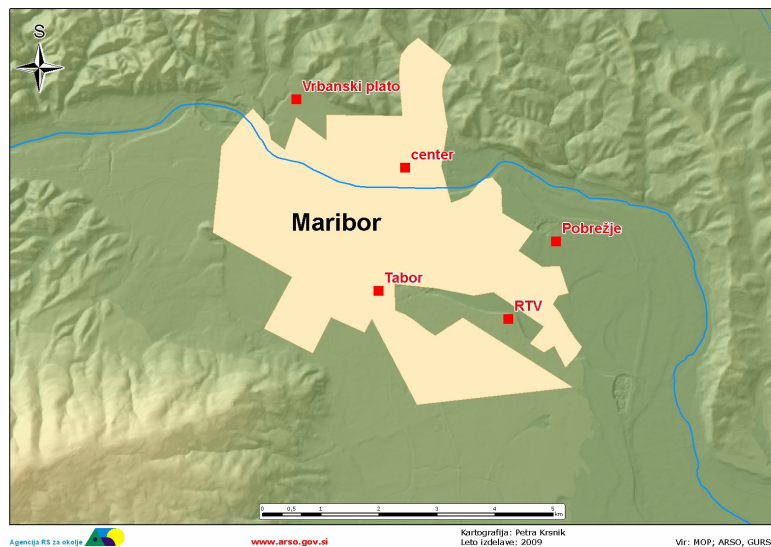 S
Vrbanski plato
center
Maribor
Pobrežje
Tabor
RTV
0 0,5 1 2 3 4 5
km
Agencija RS za okolje
www.arso.gov.si
Kartografija: Petra Krsnik
Leto izdelave: 2009
Vir: MOP; ARSO, GURS